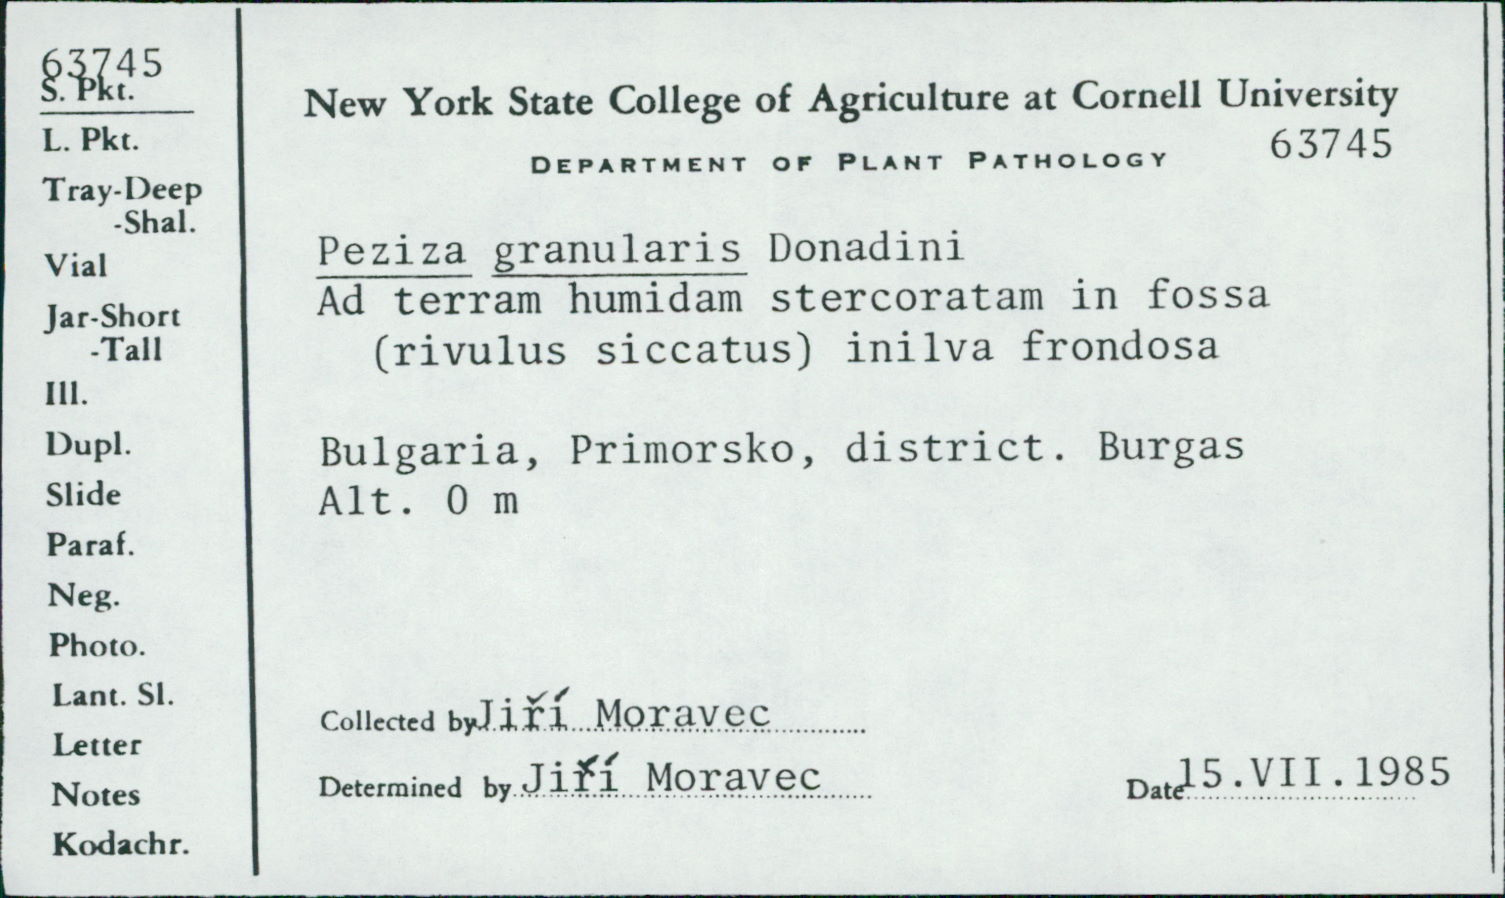 63745
S. Pkt.
L. Pkt.
Tray-Deep
-Shal.
Vial
Jar-Short
-Tall
Ill.
Dupl.
Slide
Paraf.
Neg.
Photo.
Lant. Sl.
Letter
Notes
Kodachr.
New York State College of Agriculture at Cornell University
63745
DEPARTMENT OF PLANT PATHOLOGY
Peziza granularis Donadini
Ad terram humidam stercoratam in fossa
(rivulus siccatus) inilva frondosa
Bulgaria, Primorsko, district. Burgas
Alt. 0 m
Collected by Jiří Moravec
Determined by Jiří Moravec
Date 15.VII.1985